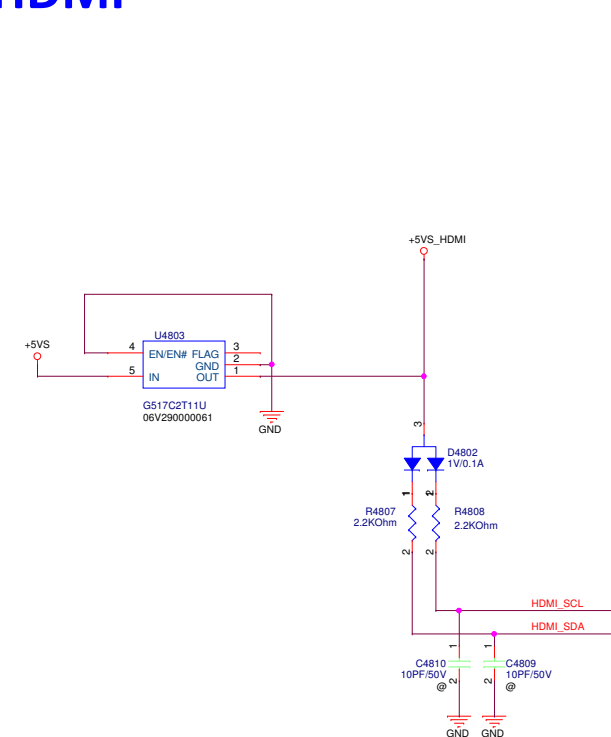 HDMI
+5VS_HDMI
+5VS
U4803
4
EN/EN# FLAG
3
GND
2
5
IN
OUT
1
G517C2T11U
06V290000061
GND
3
D4802
1V/0.1A
1
2
R4807
2.2KOhm
R4808
2.2KOhm
2
2
HDMI_SCL
HDMI_SDA
1
1
C4810
10PF/50V
@
2
C4809
10PF/50V
@
2
GND
GND